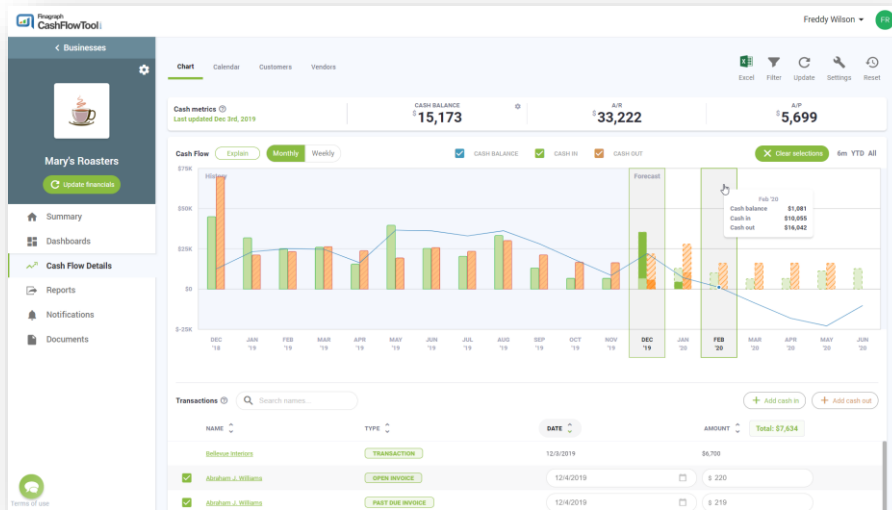 Finagraph
CashFlowTool
Freddy Wilson
FR
Businesses
Mary's Roasters
Update financials
Summary
Dashboards
Cash Flow Details
Reports
Notifications
Documents
Terms of use
Chart Calendar Customers Vendors
Excel Filter Update Settings Reset
Cash metrics
Last updated Dec 3rd, 2019
CASH BALANCE
$15,173
A/R
$33,222
A/P
$5,699
Cash Flow Explain Monthly Weekly CASH BALANCE CASH IN CASH OUT Clear selections 6m YTD All
$75K
$50K
$25K
$0
$-25K
History
Forecast
Feb '20
Cash balance $1,081
Cash in $10,055
Cash out $16,042
DEC JAN FEB MAR APR MAY JUN JUL AUG SEP OCT NOV DEC JAN FEB MAR APR MAY JUN
'18 '19 '19 '19 '19 '19 '19 '19 '19 '19 '19 '19 '19 '20 '20 '20 '20 '20 '20
Transactions Search names... Add cash in Add cash out
NAME TYPE DATE AMOUNT Total: $7,634
Bellevue Interiors TRANSACTION 12/3/2019 $6,700
Abraham J. Williams OPEN INVOICE 12/4/2019 $ 220
Abraham J. Williams PAST DUE INVOICE 12/4/2019 $ 219